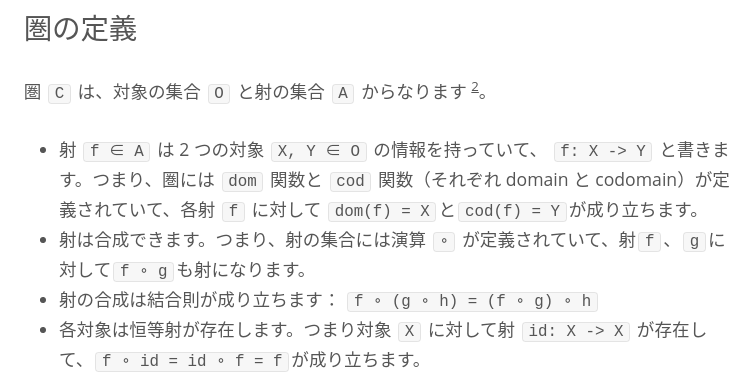 圏の定義
圏 C は、対象の集合 O と射の集合 A からなります 2。
• 射 f ∈ A は 2 つの対象 X, Y ∈ O の情報を持っていて、 f: X -> Y と書きま
す。つまり、圏には dom 関数と cod 関数（それぞれ domain と codomain）が定
義されていて、各射 f に対して dom(f) = X と cod(f) = Y が成り立ちます。
• 射は合成できます。つまり、射の集合には演算 ∘ が定義されていて、射 f 、 g に
対して f ∘ g も射になります。
• 射の合成は結合則が成り立ちます： f ∘ (g ∘ h) = (f ∘ g) ∘ h
• 各対象は恒等射が存在します。つまり対象 X に対して射 id: X -> X が存在し
て、 f ∘ id = id ∘ f = f が成り立ちます。